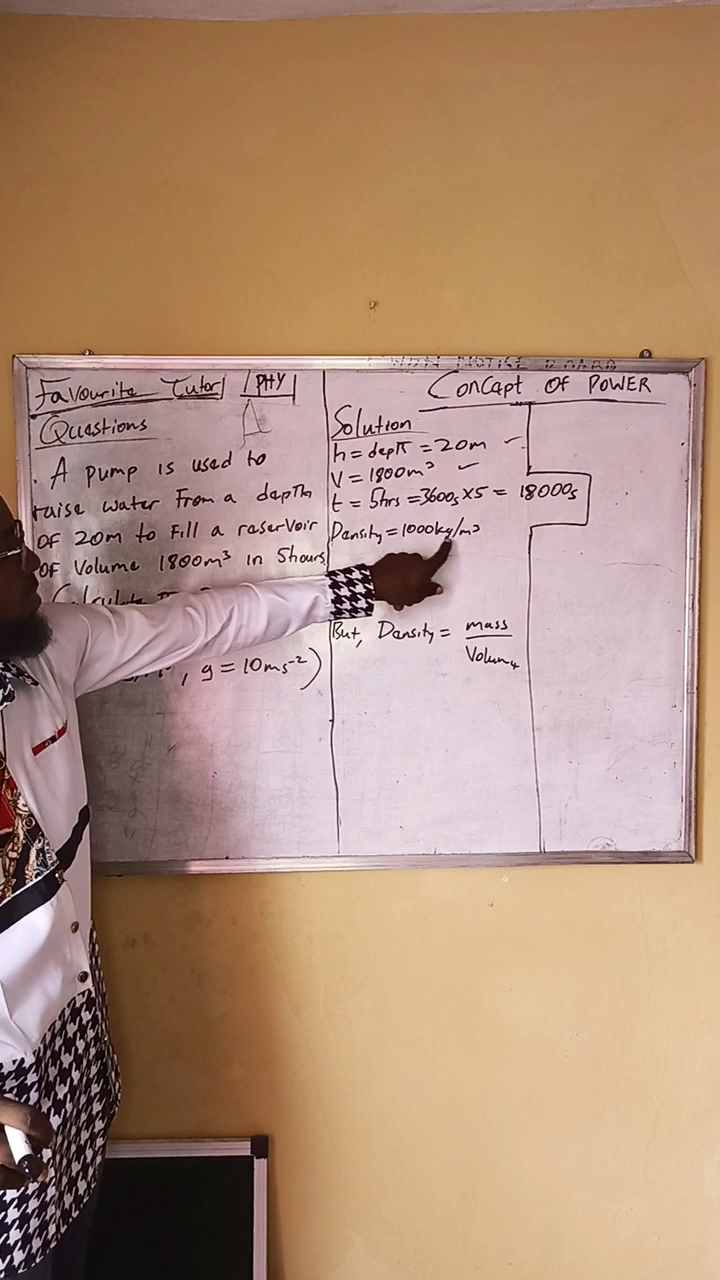 Favourite Tutor PHY
Questions
A pump is used to
raise water from a depth
of 20m to fill a reservoir
of volume 1800m³ in 5hours
Calculate
, g = 10ms⁻²)
Concept OF POWER
Solution
h = depth = 20m
V = 1800m³
t = 5hrs = 3600s X 5 = 18000s
Density = 1000kg/m³
But, Density = mass
Volume